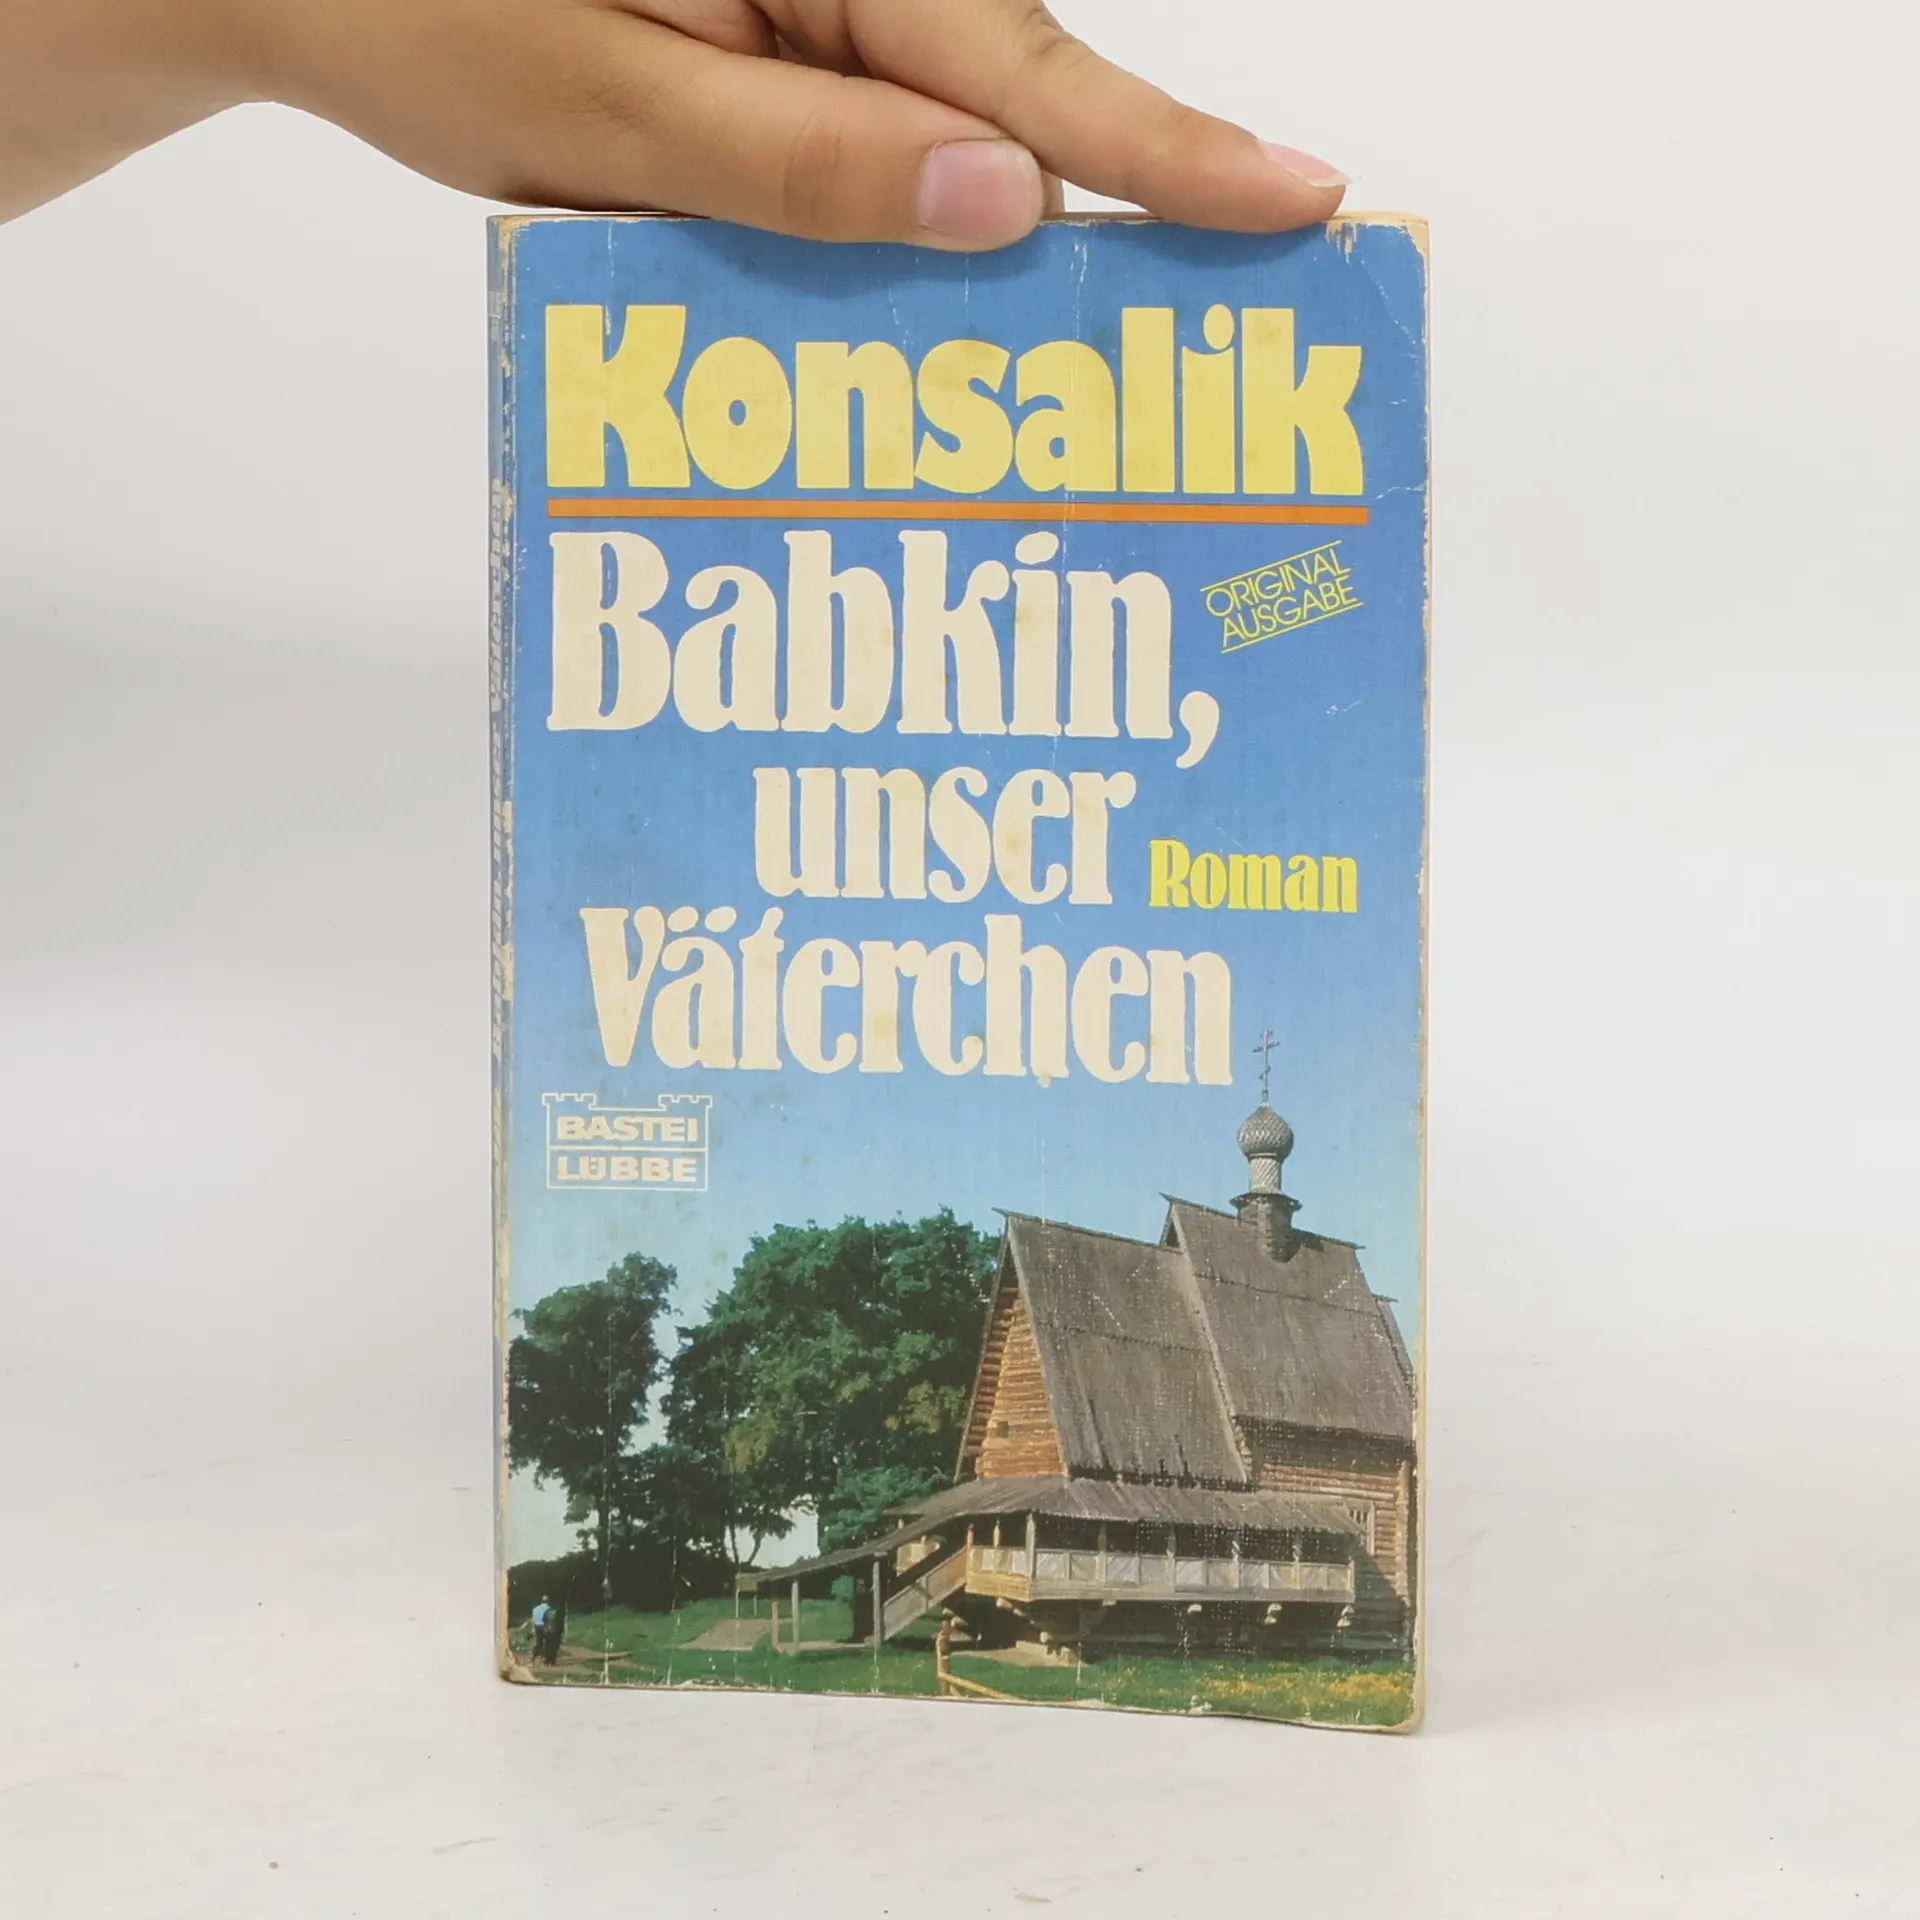 Konsalik
Babkin,
ORIGINAL
AUSGABE
unser
Roman
Väterchen
BASTEI
LÜBBE